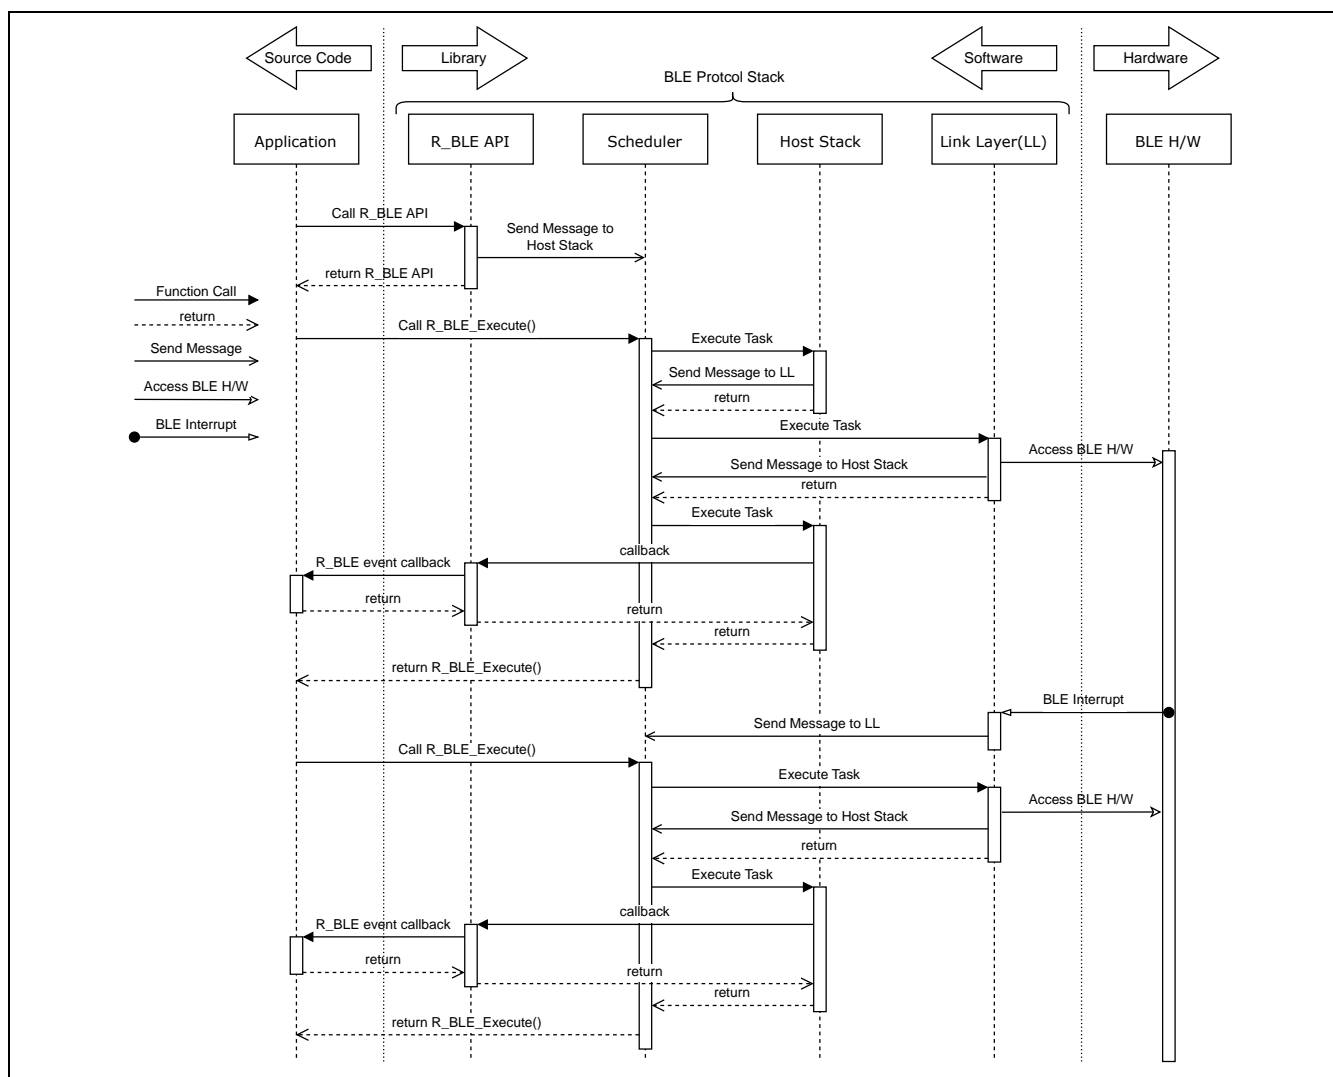 Source Code
Library
Software
Hardware
BLE Protcol Stack
Application
R_BLE API
Scheduler
Host Stack
Link Layer(LL)
BLE H/W
Call R_BLE API
Send Message to
Host Stack
return R_BLE API
Function Call
return
Send Message
Access BLE H/W
BLE Interrupt
Call R_BLE_Execute()
Execute Task
Send Message to LL
return
Execute Task
Access BLE H/W
Send Message to Host Stack
return
Execute Task
callback
R_BLE event callback
return
return
return
return R_BLE_Execute()
BLE Interrupt
Send Message to LL
Call R_BLE_Execute()
Execute Task
Access BLE H/W
Send Message to Host Stack
return
Execute Task
callback
R_BLE event callback
return
return
return
return R_BLE_Execute()